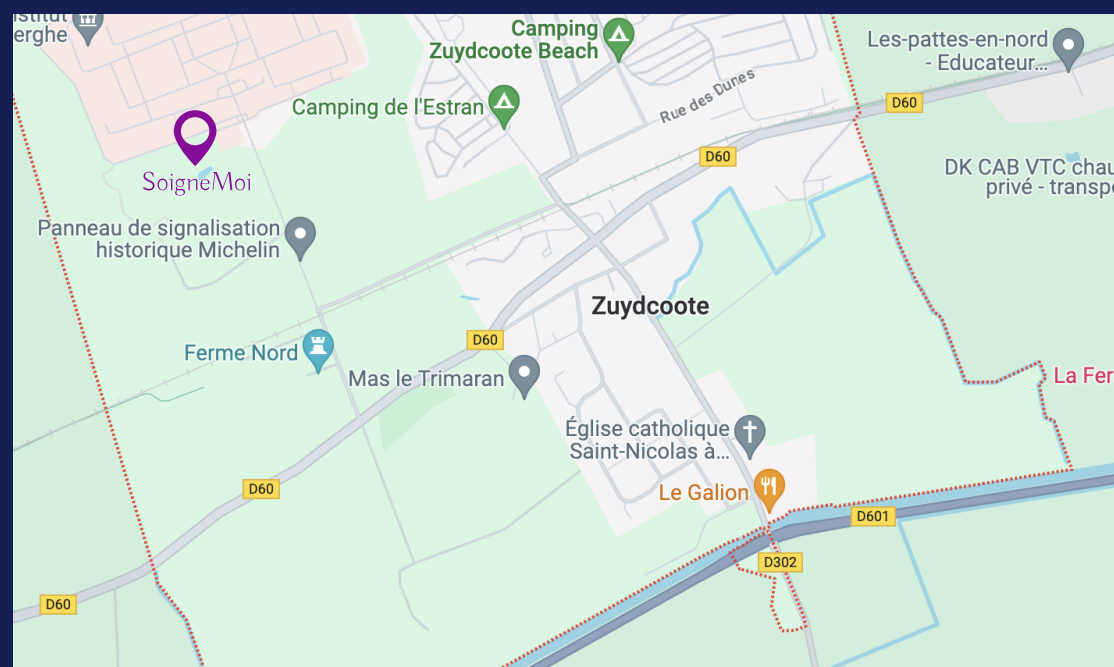 erghe
Camping
Zuydcoote Beach
Les-pattes-en-nord
- Educateur...
Camping de l'Estran
Rue des Dunes
D60
D60
SoigneMoi
DK CAB VTC chau
privé - transpo
Panneau de signalisation
historique Michelin
Zuydcoote
D60
Ferme Nord
Mas le Trimaran
La Fer
Église catholique
Saint-Nicolas à...
D60
Le Galion
D601
D302
D60